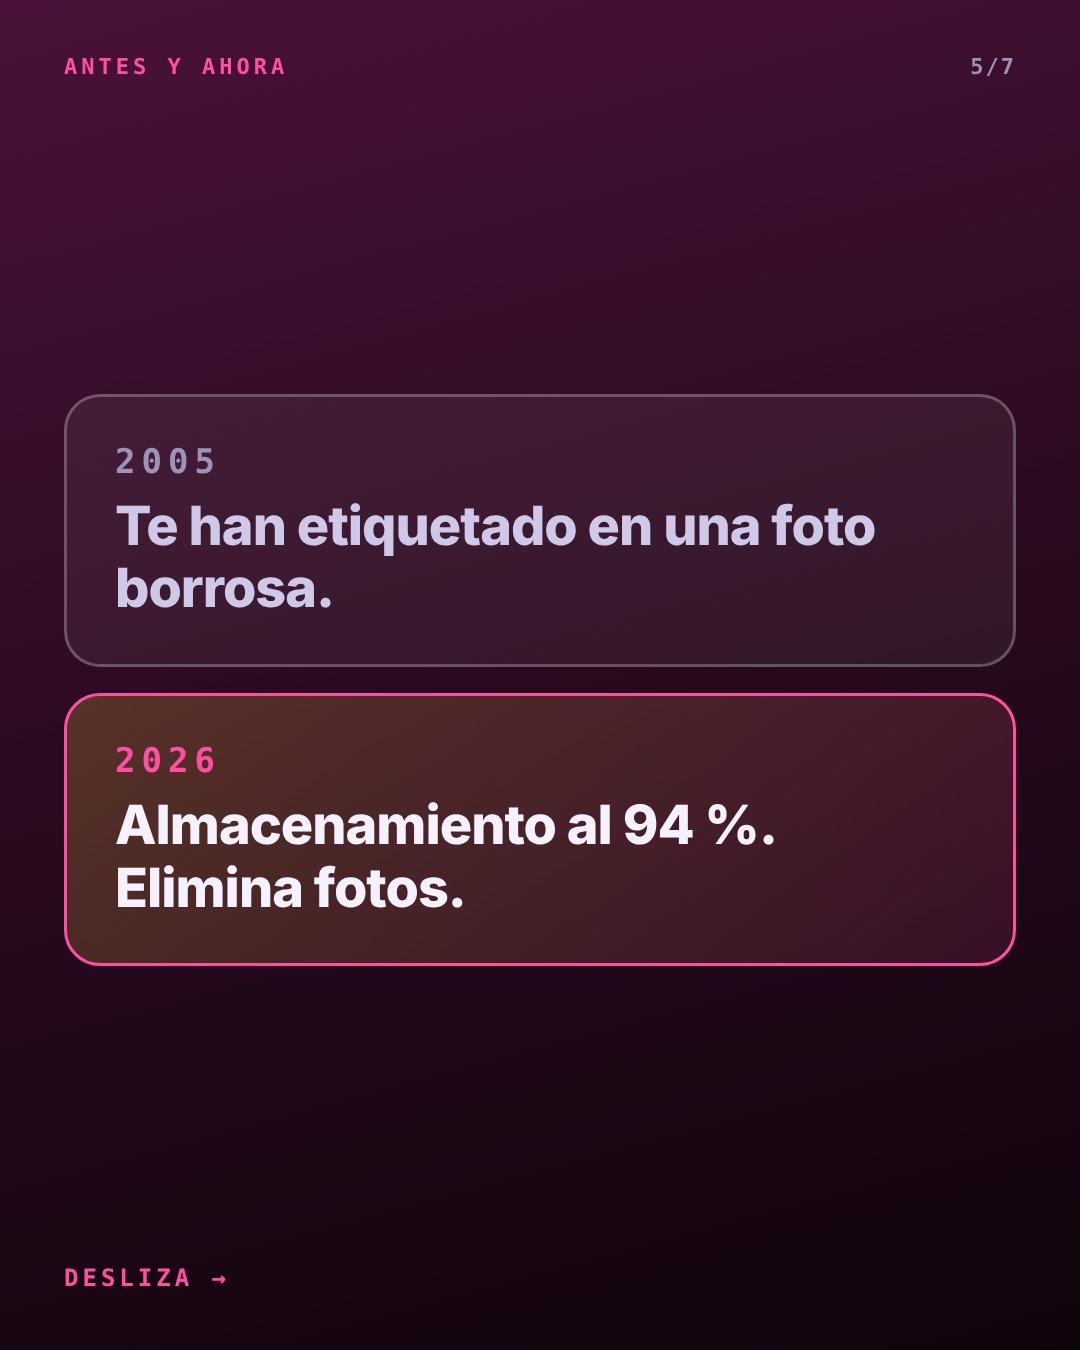 ANTES Y AHORA
5/7
2005
Te han etiquetado en una foto
borrosa.
2026
Almacenamiento al 94 %.
Elimina fotos.
DESLIZA →